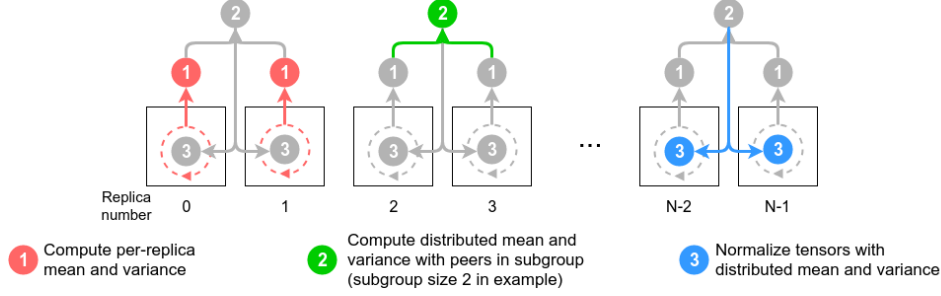 2
2
2
1
1
1
1
1
1
3
3
3
3
...
3
3
Replica
number
0
1
2
3
N-2
N-1
1 Compute per-replica
mean and variance
2 Compute distributed mean and
variance with peers in subgroup
(subgroup size 2 in example)
3 Normalize tensors with
distributed mean and variance